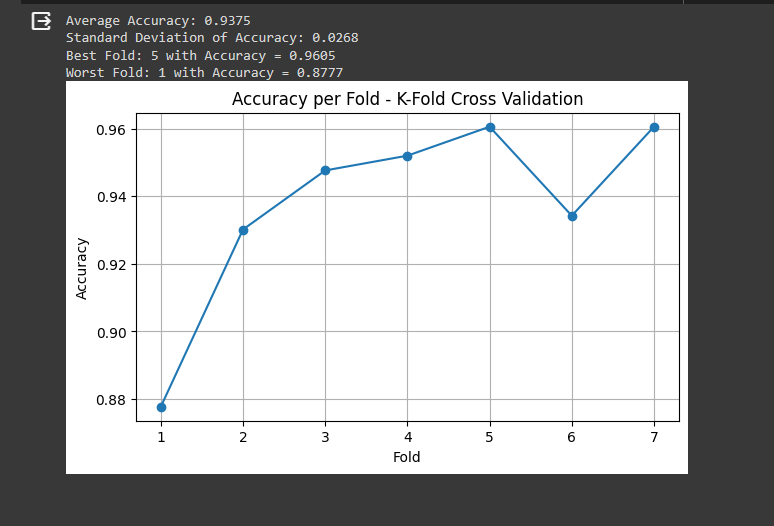 Average Accuracy: 0.9375
Standard Deviation of Accuracy: 0.0268
Best Fold: 5 with Accuracy = 0.9605
Worst Fold: 1 with Accuracy = 0.8777
Accuracy per Fold - K-Fold Cross Validation
0.96
0.94
0.92
0.90
0.88
Accuracy
1 2 3 4 5 6 7
Fold